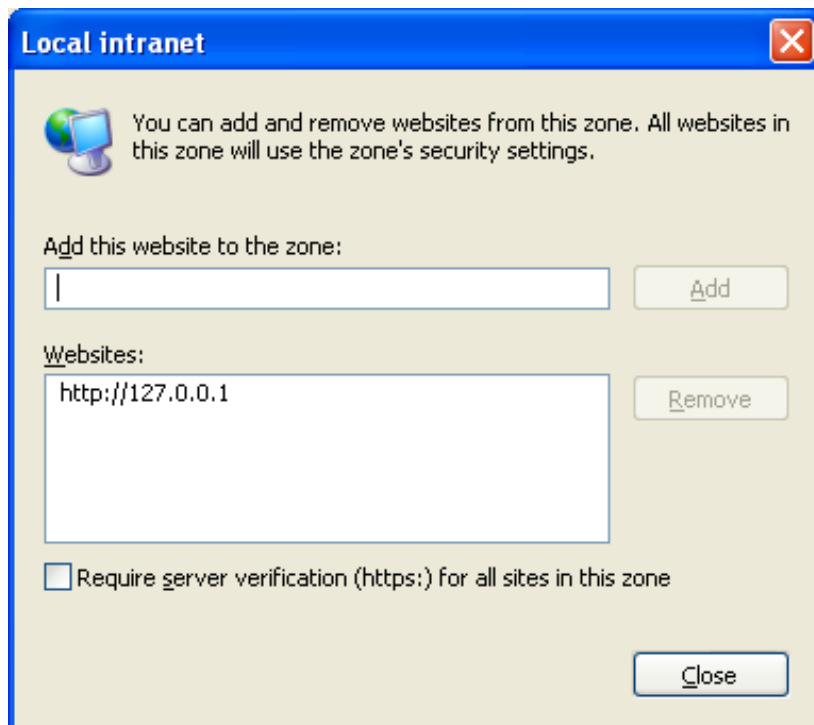 Local intranet
You can add and remove websites from this zone. All websites in
this zone will use the zone's security settings.
Add this website to the zone:
Add
Websites:
http://127.0.0.1
Remove
Require server verification (https:) for all sites in this zone
Close